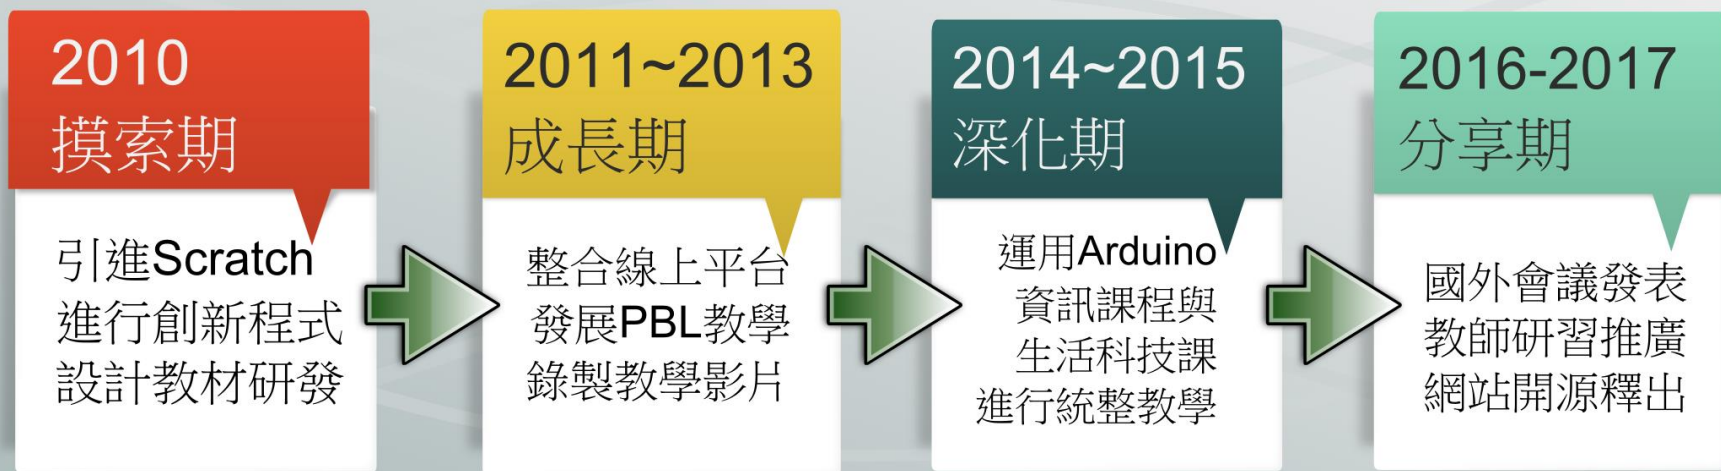 2010
摸索期
引進Scratch
進行創新程式
設計教材研發
2011~2013
成長期
整合線上平台
發展PBL教學
錄製教學影片
2014~2015
深化期
運用Arduino
資訊課程與
生活科技課
進行統整教學
2016-2017
分享期
國外會議發表
教師研習推廣
網站開源釋出